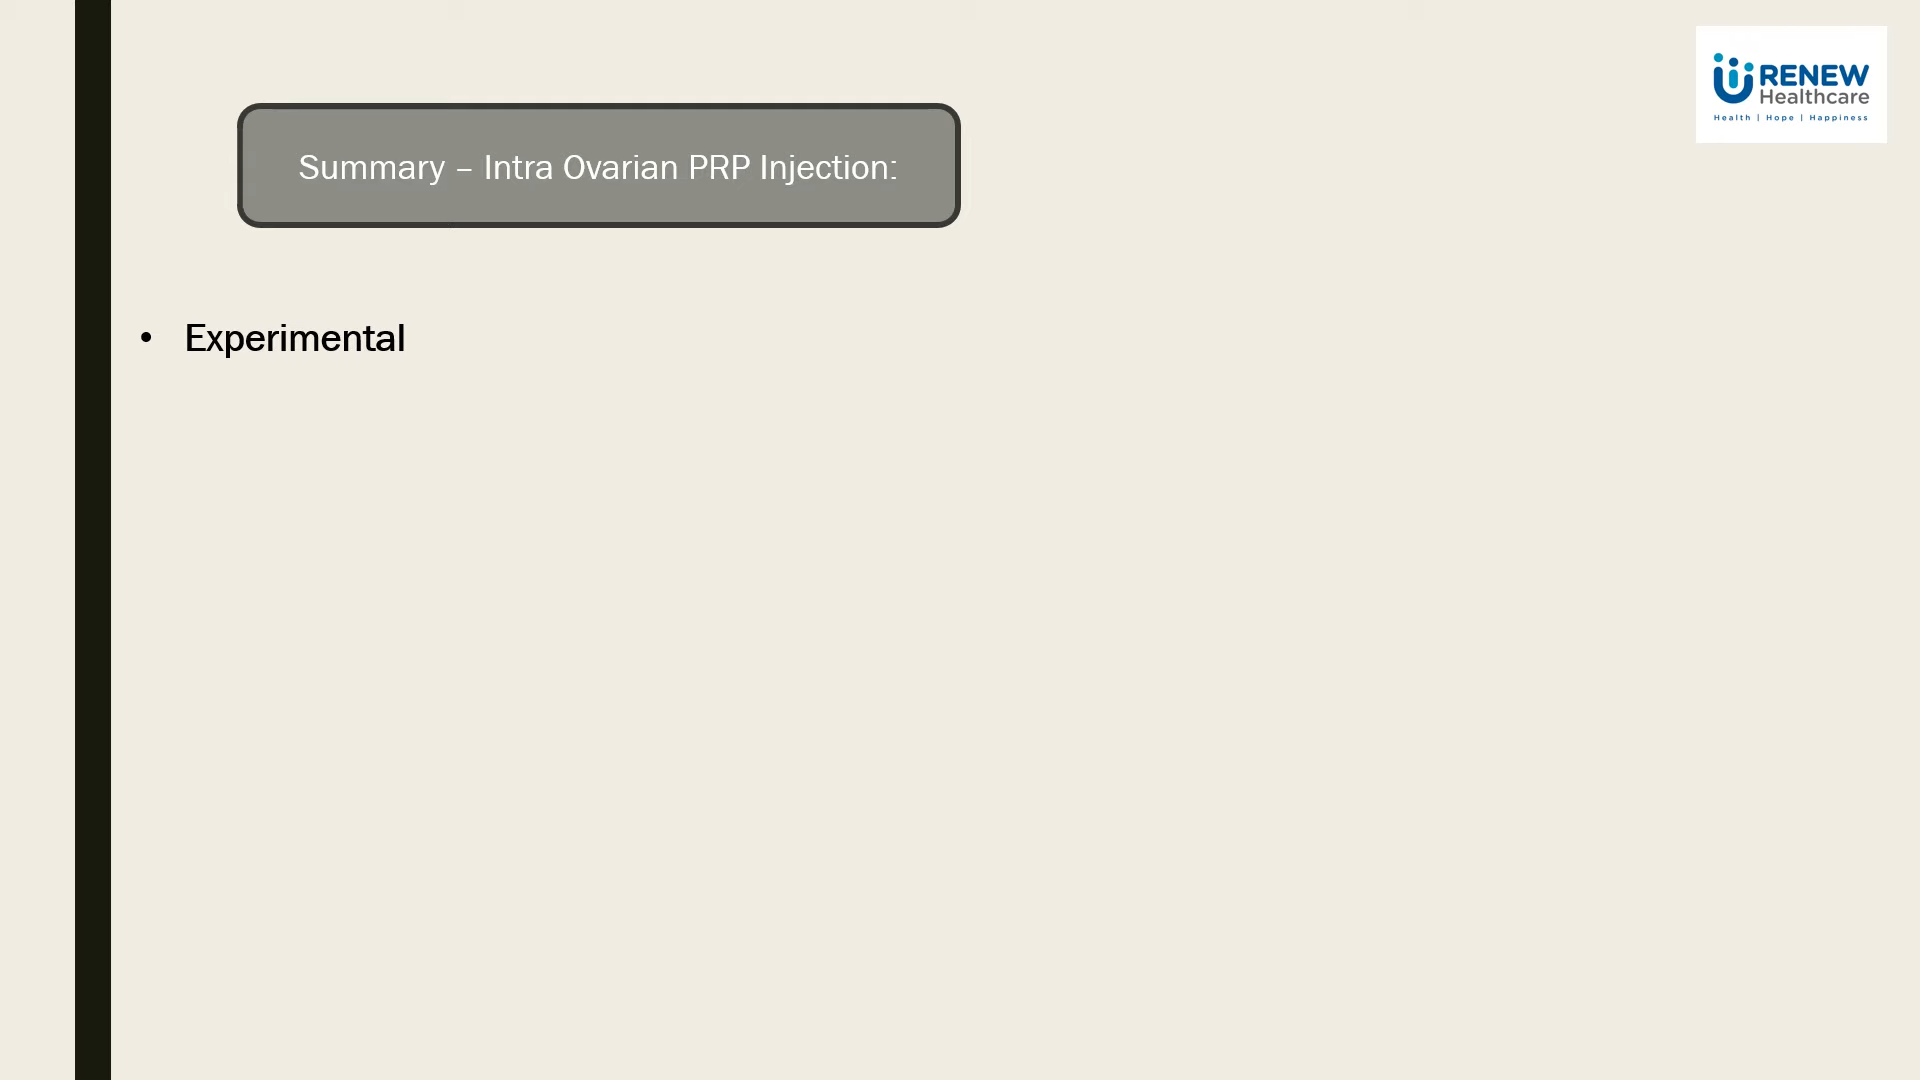 RENEW
Healthcare
Health | Hope | Happiness
Summary – Intra Ovarian PRP Injection:
• Experimental